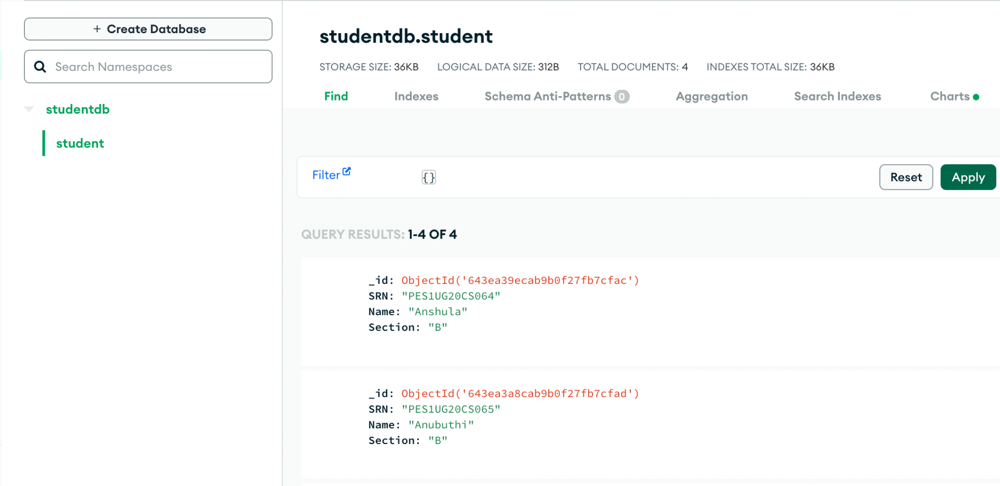 + Create Database
Search Namespaces
studentdb
student
studentdb.student
STORAGE SIZE: 36KB LOGICAL DATA SIZE: 312B TOTAL DOCUMENTS: 4 INDEXES TOTAL SIZE: 36KB
Find Indexes Schema Anti-Patterns 0 Aggregation Search Indexes Charts
Filter {} Reset Apply
QUERY RESULTS: 1-4 OF 4
_id: ObjectId('643ea39ecab9b0f27fb7cfac')
SRN: "PES1UG20CS064"
Name: "Anshula"
Section: "B"
_id: ObjectId('643ea3a8cab9b0f27fb7cfad')
SRN: "PES1UG20CS065"
Name: "Anubuthi"
Section: "B"